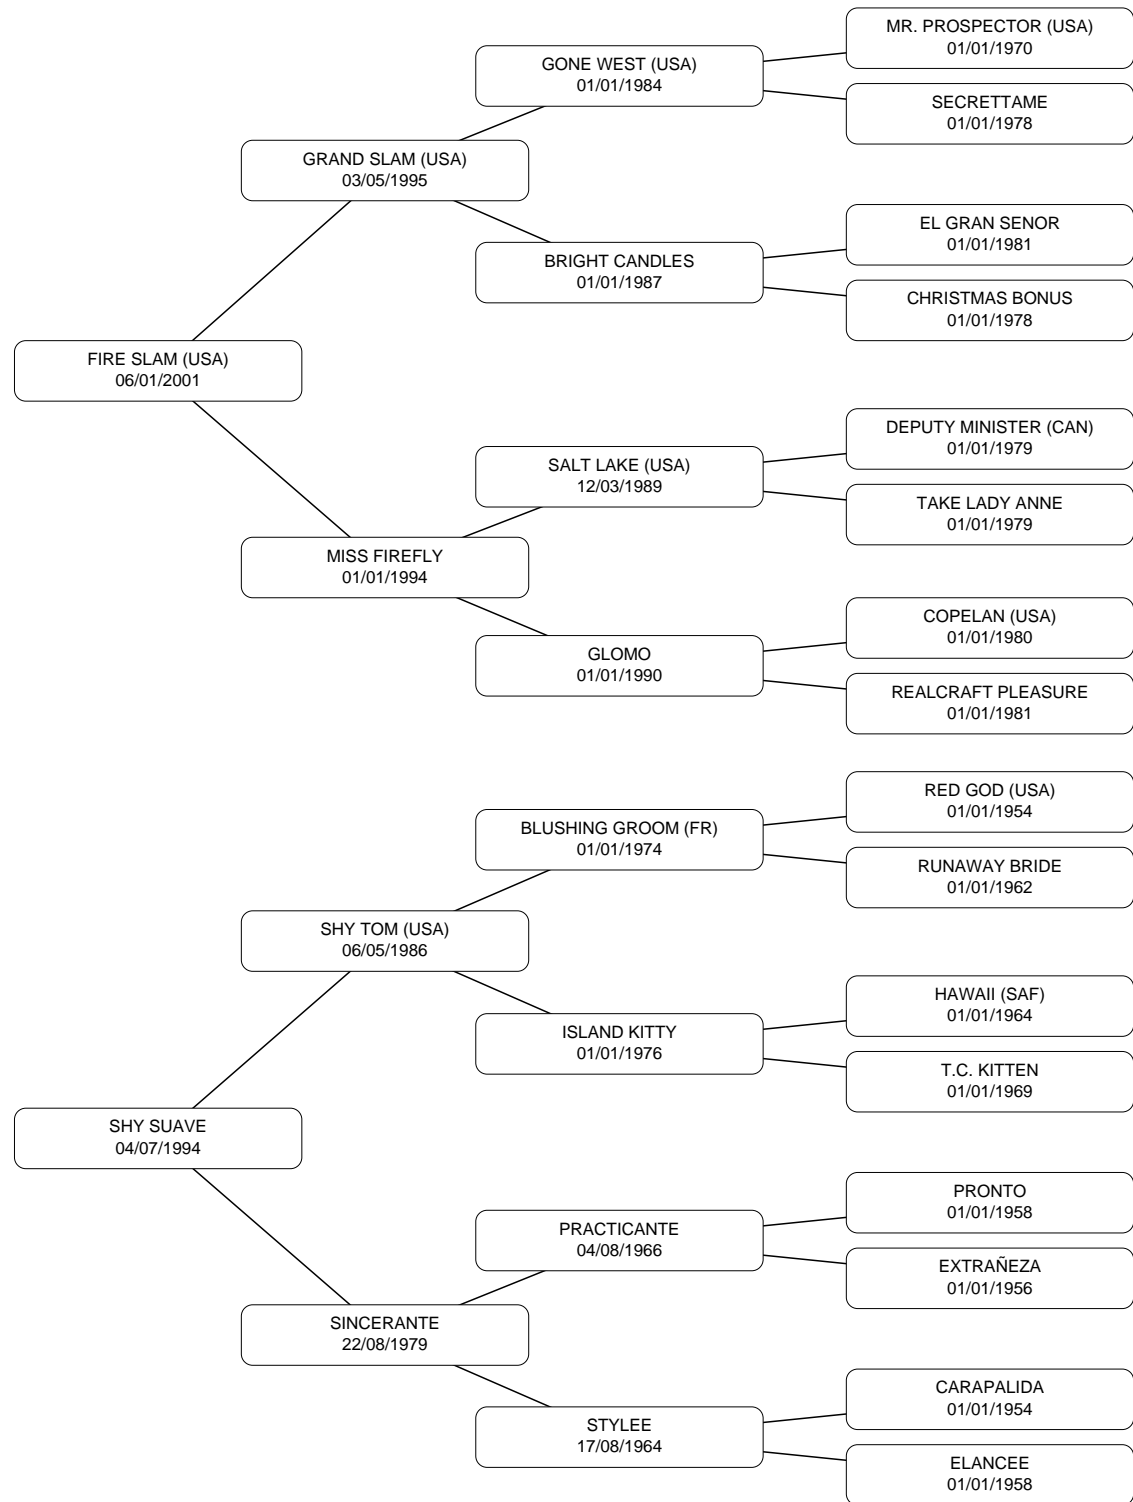 MR. PROSPECTOR (USA)
01/01/1970
GONE WEST (USA)
01/01/1984
SECRETTAME
01/01/1978
GRAND SLAM (USA)
03/05/1995
EL GRAN SENOR
01/01/1981
BRIGHT CANDLES
01/01/1987
CHRISTMAS BONUS
01/01/1978
FIRE SLAM (USA)
06/01/2001
DEPUTY MINISTER (CAN)
01/01/1979
SALT LAKE (USA)
12/03/1989
TAKE LADY ANNE
01/01/1979
MISS FIREFLY
01/01/1994
COPELAN (USA)
01/01/1980
GLOMO
01/01/1990
REALCRAFT PLEASURE
01/01/1981
RED GOD (USA)
01/01/1954
BLUSHING GROOM (FR)
01/01/1974
RUNAWAY BRIDE
01/01/1962
SHY TOM (USA)
06/05/1986
HAWAII (SAF)
01/01/1964
ISLAND KITTY
01/01/1976
T.C. KITTEN
01/01/1969
SHY SUAVE
04/07/1994
PRONTO
01/01/1958
PRACTICANTE
04/08/1966
EXTRAÑEZA
01/01/1956
SINCERANTE
22/08/1979
CARAPALIDA
01/01/1954
STYLEE
17/08/1964
ELANCEE
01/01/1958